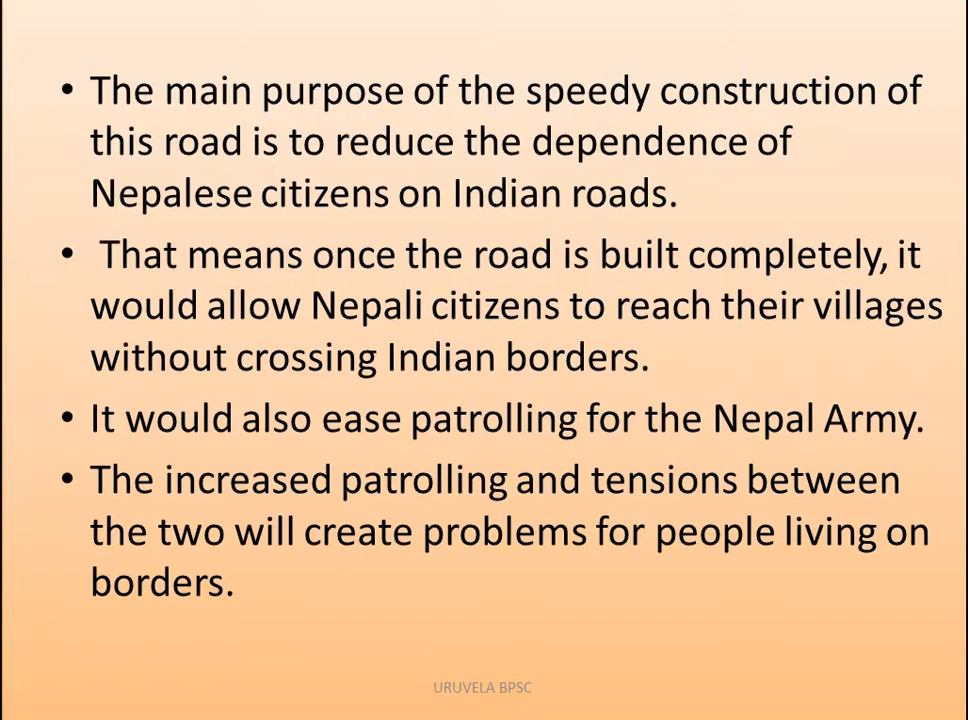 • The main purpose of the speedy construction of
this road is to reduce the dependence of
Nepalese citizens on Indian roads.
• That means once the road is built completely, it
would allow Nepali citizens to reach their villages
without crossing Indian borders.
• It would also ease patrolling for the Nepal Army.
• The increased patrolling and tensions between
the two will create problems for people living on
borders.
URUVELA BPSC